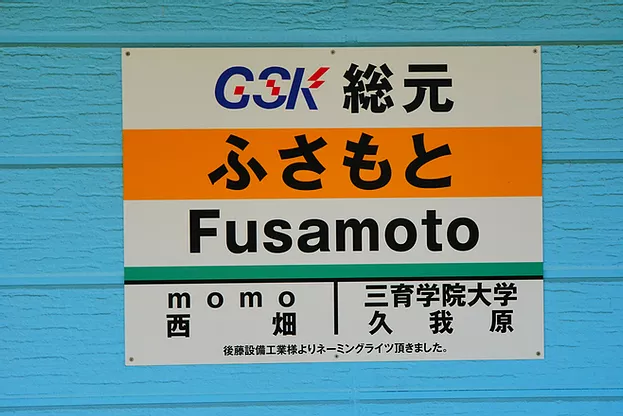 GSK 総元
ふさもと
Fusamoto
momo 三育学院大学
西畑 久我原
後藤設備工業様よりネーミングライツ頂きました。